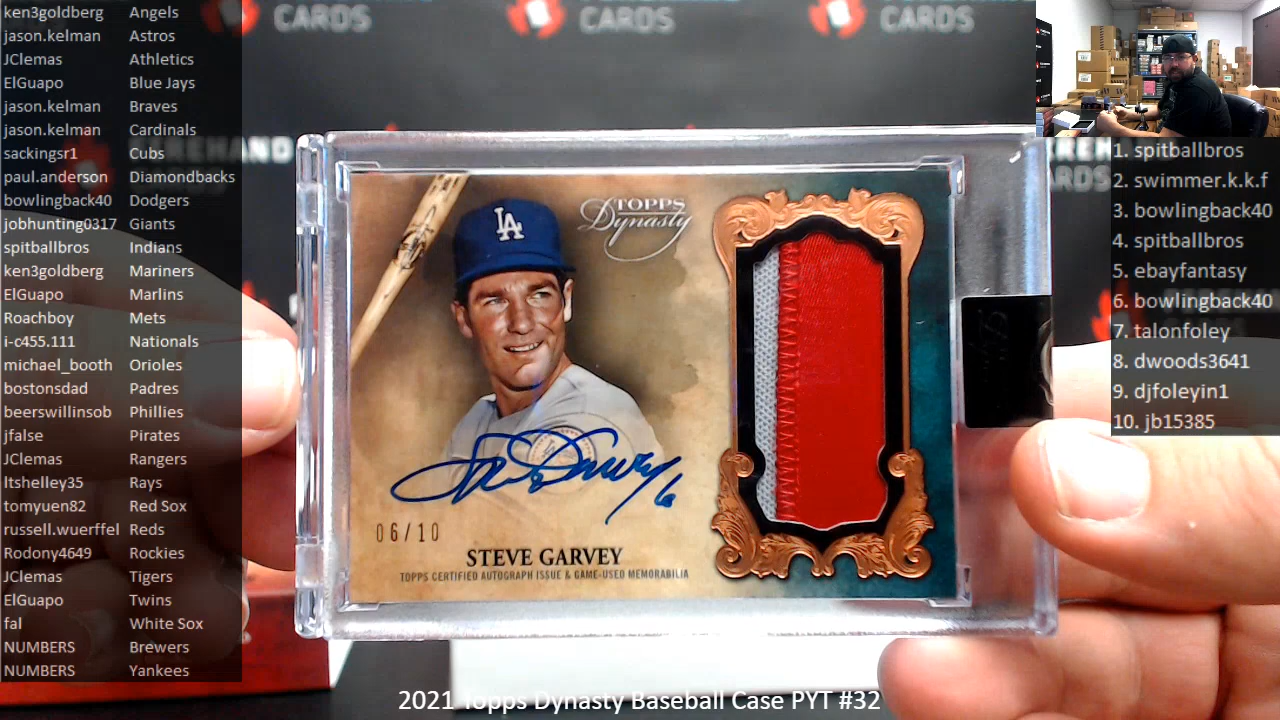 ken3goldberg Angels
jason.kelman Astros
JClemas Athletics
ElGuapo Blue Jays
jason.kelman Braves
jason.kelman Cardinals
sackingsr1 Cubs
paul.anderson Diamondbacks
bowlingback40 Dodgers
jobhunting0317 Giants
spitballbros Indians
ken3goldberg Mariners
ElGuapo Marlins
Roachboy Mets
i-c455.111 Nationals
michael_booth Orioles
bostonsdad Padres
beerswillinsob Phillies
jfalse Pirates
JClemas Rangers
ltshelley35 Rays
tomyuen82 Red Sox
russell.wuerffel Reds
Rodony4649 Rockies
JClemas Tigers
ElGuapo Twins
fal White Sox
NUMBERS Brewers
NUMBERS Yankees
CARDS
CARDS
CARDS
LA
TOPPS
Dynasty
06/10
STEVE GARVEY
TOPPS CERTIFIED AUTOGRAPH ISSUE & GAME-USED MEMORABILIA
1. spitballbros
2. swimmer.k.k.f
3. bowlingback40
4. spitballbros
5. ebayfantasy
6. bowlingback40
7. talonfoley
8. dwoods3641
9. djfoleyin1
10. jb15385
2021 Topps Dynasty Baseball Case PYT #32